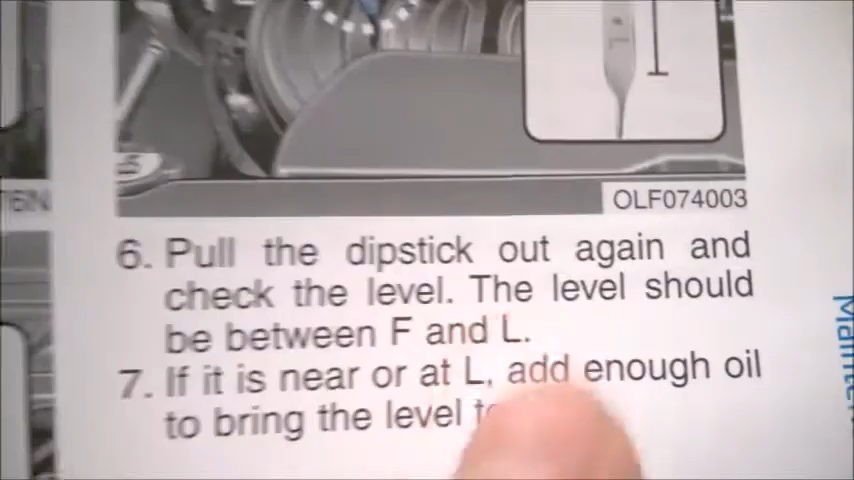 OLF074003
6. Pull the dipstick out again and
check the level. The level should
be between F and L.
7. If it is near or at L, add enough oil
to bring the level